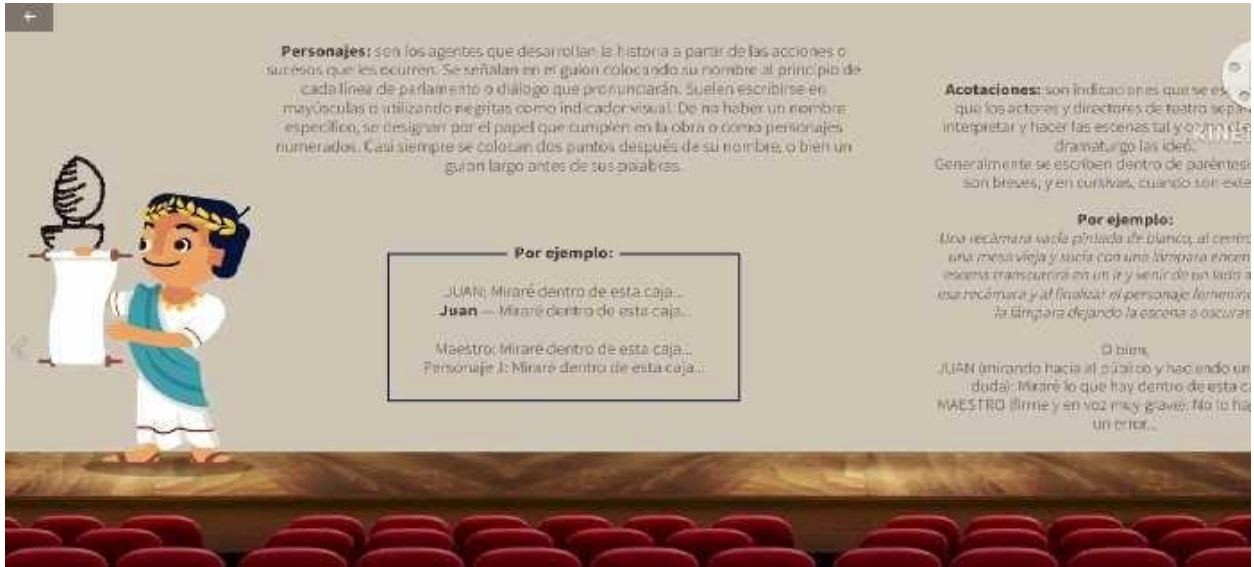 Personajes: son los agentes que desarrollan la historia a partir de las acciones o
sucesos que les ocurren. Se señalan en el guion colocando su nombre al principio de
cada línea de parlamento o diálogo que pronunciarán. Suelen escribirse en
mayúsculas o utilizando negritas como indicador visual. De no haber un nombre
específico, se designan por el papel que cumplen en la obra o como personajes
numerados. Casi siempre se colocan dos puntos después de su nombre, o bien un
guion largo antes de sus palabras.
Por ejemplo:
JUAN: Miraré dentro de esta caja...
Juan — Miraré dentro de esta caja...
Maestro: Miraré dentro de esta caja...
Personaje 1: Miraré dentro de esta caja...
Acotaciones: son indicaciones que se es
que los actores y directores de teatro sepa
interpretar y hacer las escenas tal y
dramaturgo las ideó.
Generalmente se escriben dentro de paréntes
son breves, y en cursivas, cuando son exte
Por ejemplo:
Una recámara vacía pintada de blanco, al centro
una mesa vieja y sucia con una lámpara encen
escena transcurrirá en un ir y venir de un lado a
esa recámara y al finalizar el personaje femenino
la lámpara dejando la escena a oscuras
O bien,
JUAN (mirando hacia el público y haciendo un
duda): Miraré lo que hay dentro de esta ca
MAESTRO (firme y en voz muy grave): No lo hag
un error...